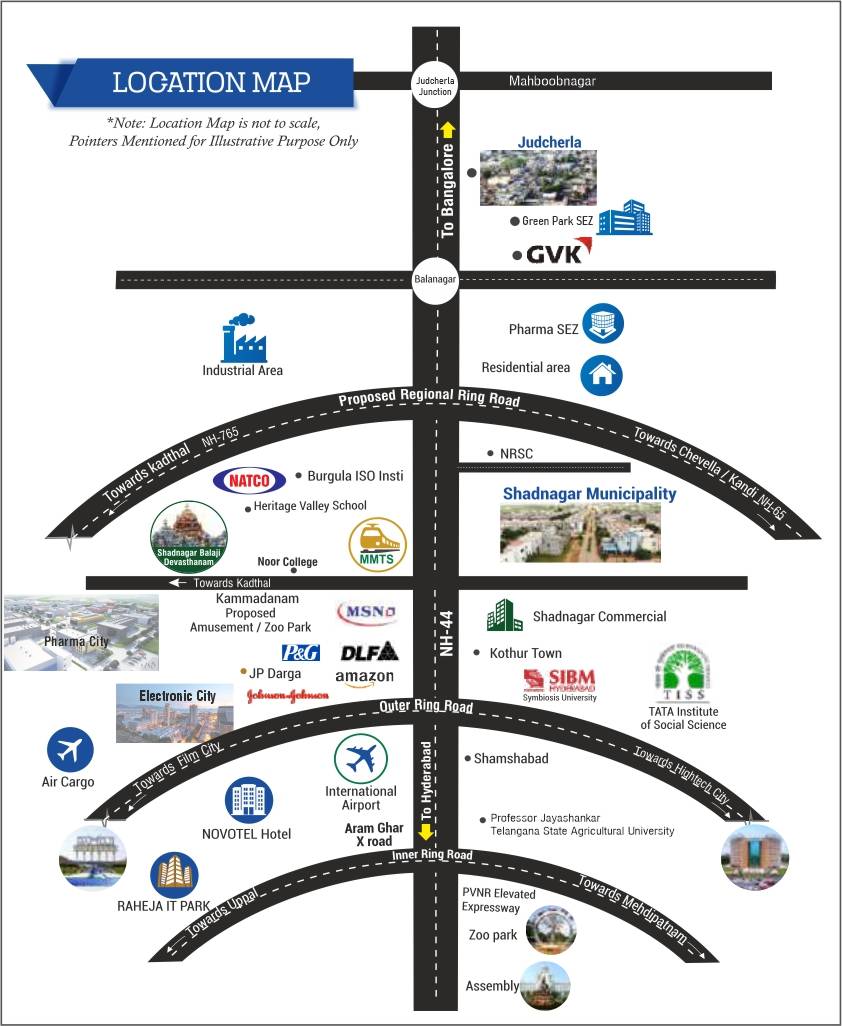 LOCATION MAP
*Note: Location Map is not to scale,
Pointers Mentioned for Illustrative Purpose Only
Judcherla
Junction
Mahboobnagar
To Bangalore
Judcherla
Green Park SEZ
GVK
Balanagar
Industrial Area
Pharma SEZ
Residential area
Proposed Regional Ring Road
Towards kadthal NH-765
Towards Chevella / Kandi NH-65
NRSC
NATCO
Burgula ISO Insti
Heritage Valley School
Shadnagar Municipality
Shadnagar Balaji
Devasthanam
MMTS
Noor College
Towards Kadthal
NH-44
Kammadanam
Proposed
Amusement / Zoo Park
MSN
Shadnagar Commercial
Pharma City
P&G
DLF
Kothur Town
JP Darga
amazon
SIBM
HYDERABAD
Symbiosis University
TISS
TATA Institute
of Social Science
Johnson & Johnson
Electronic City
Outer Ring Road
Towards Film City
Towards Hightech City
Air Cargo
International
Airport
To Hyderabad
Shamshabad
NOVOTEL Hotel
Aram Ghar
X road
Professor Jayashankar
Telangana State Agricultural University
Inner Ring Road
RAHEJA IT PARK
Towards Uppal
Towards Mehdipatnam
PVNR Elevated
Expressway
Zoo park
Assembly